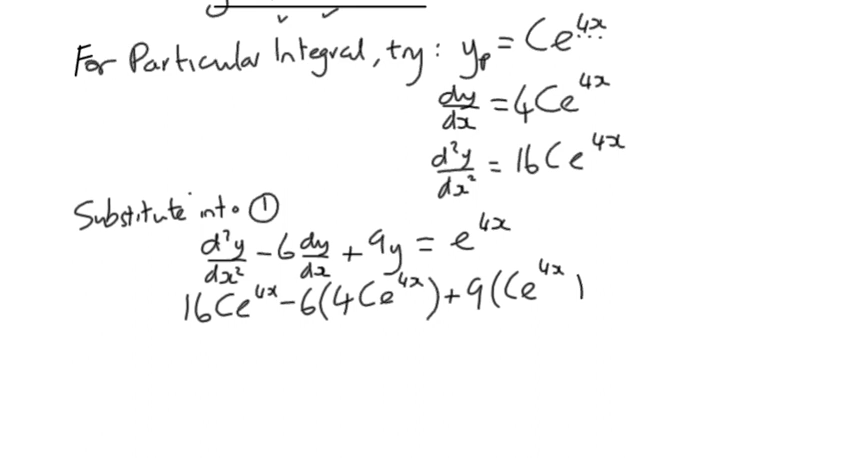 For Particular Integral, try: yₚ = Ce^{4x}
dy/dx = 4Ce^{4x}
d²y/dx² = 16Ce^{4x}
Substitute into ①
d²y/dx² - 6 dy/dx + 9y = e^{4x}
16Ce^{4x} - 6(4Ce^{4x}) + 9(Ce^{4x})